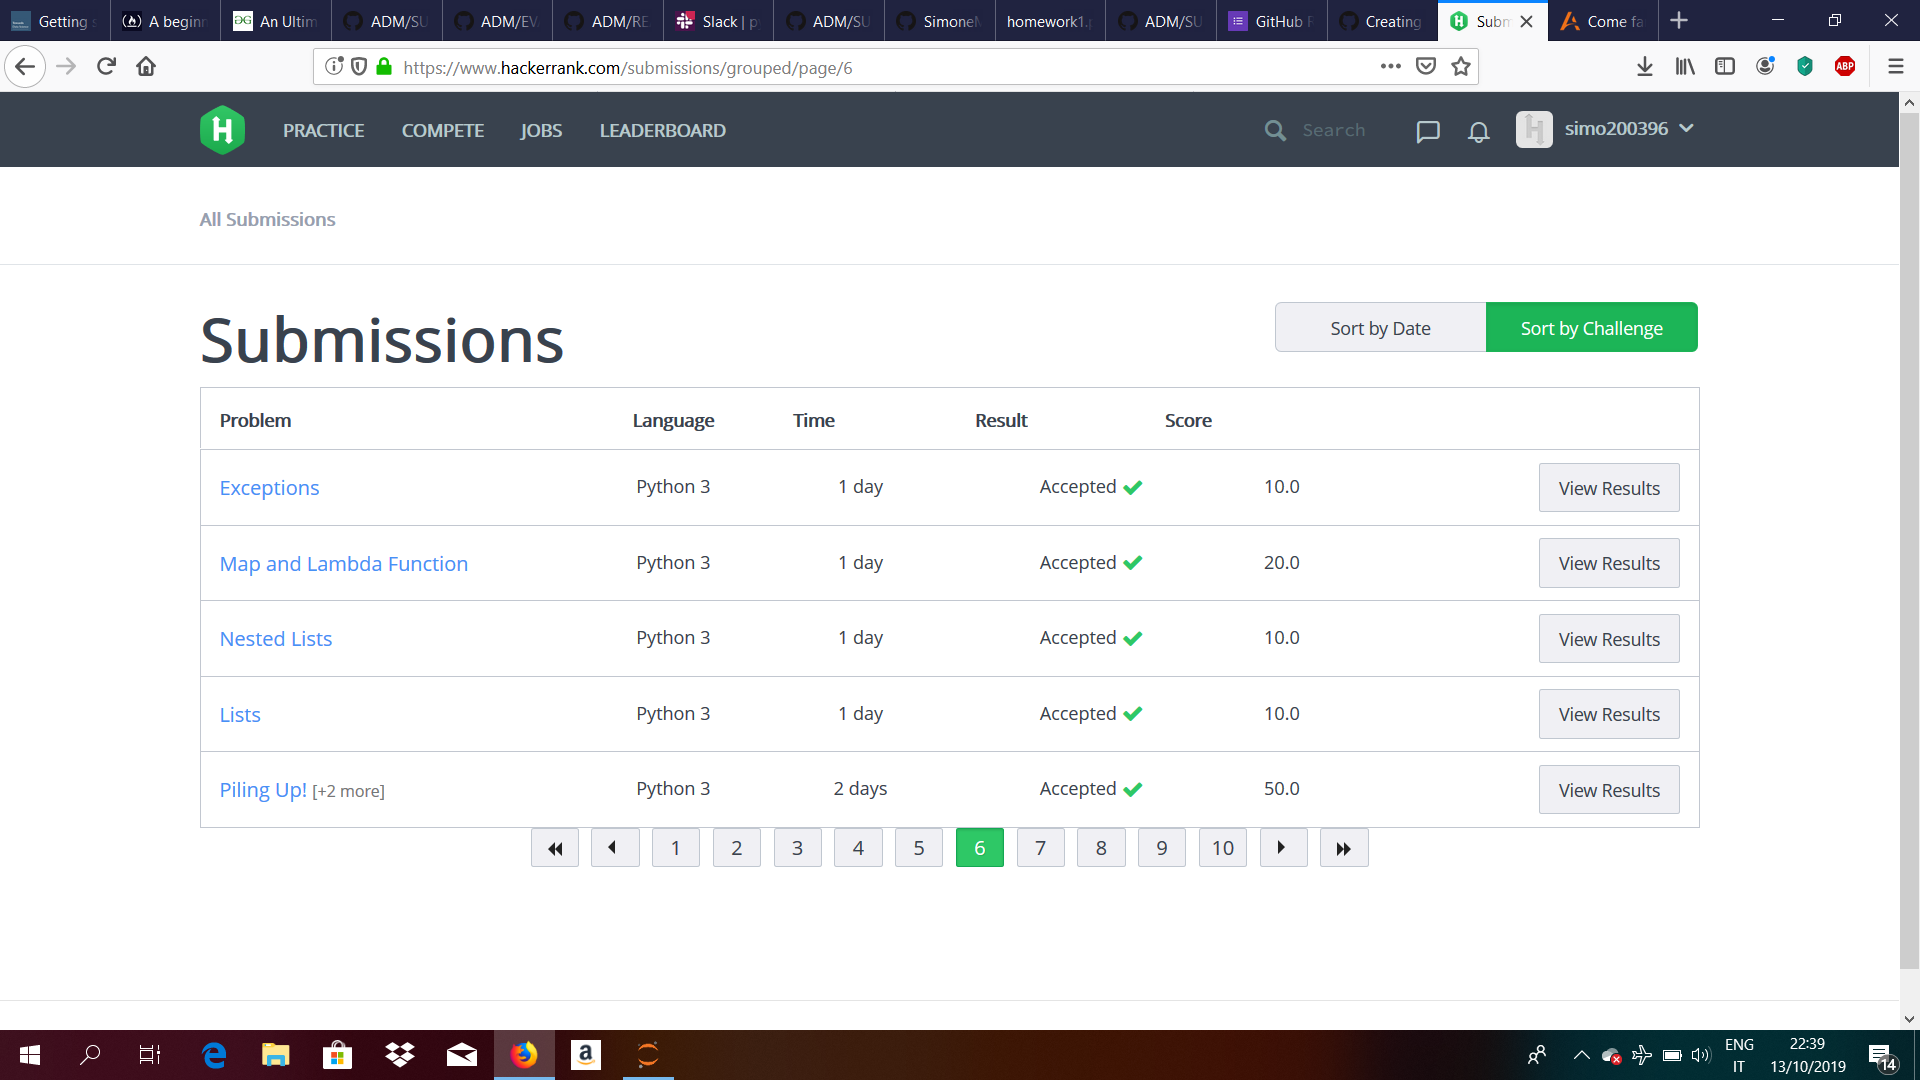 Getting s
A beginn
An Ultim
ADM/SU
ADM/EV
ADM/RE
Slack | p
ADM/SU
SimoneM
homework1.p
ADM/SU
GitHub F
Creating
Subm
Come fa
https://www.hackerrank.com/submissions/grouped/page/6
ABP
PRACTICE COMPETE JOBS LEADERBOARD Search simo200396
All Submissions
Submissions
Sort by Date Sort by Challenge
Problem Language Time Result Score
Exceptions Python 3 1 day Accepted 10.0 View Results
Map and Lambda Function Python 3 1 day Accepted 20.0 View Results
Nested Lists Python 3 1 day Accepted 10.0 View Results
Lists Python 3 1 day Accepted 10.0 View Results
Piling Up! [+2 more] Python 3 2 days Accepted 50.0 View Results
1 2 3 4 5 6 7 8 9 10
ENG 22:39
IT 13/10/2019
14